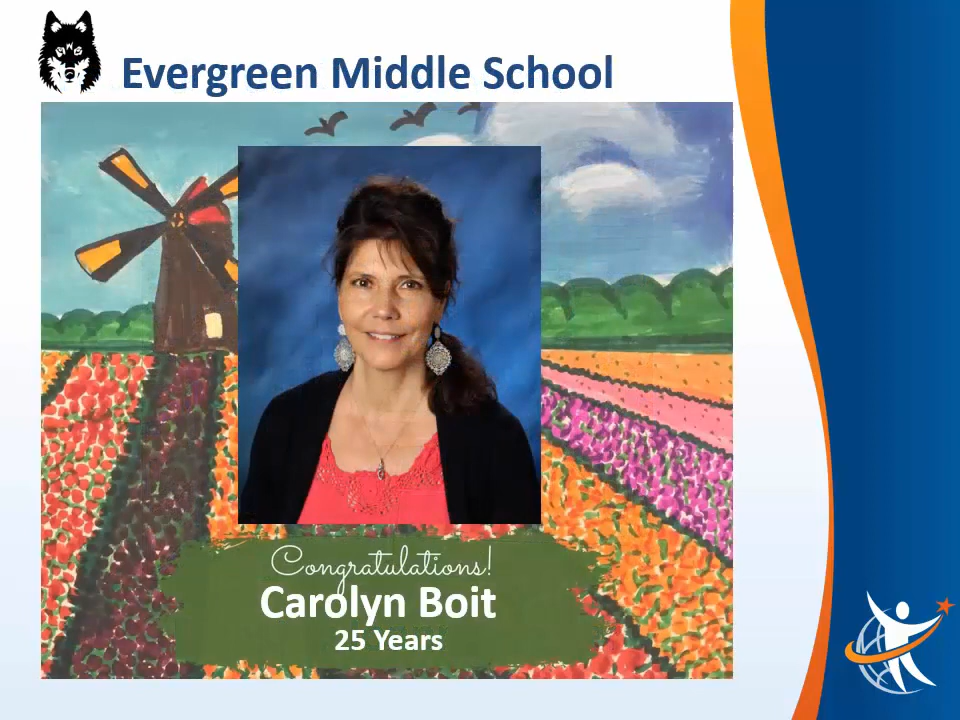 Evergreen Middle School
Congratulations!
Carolyn Boit
25 Years